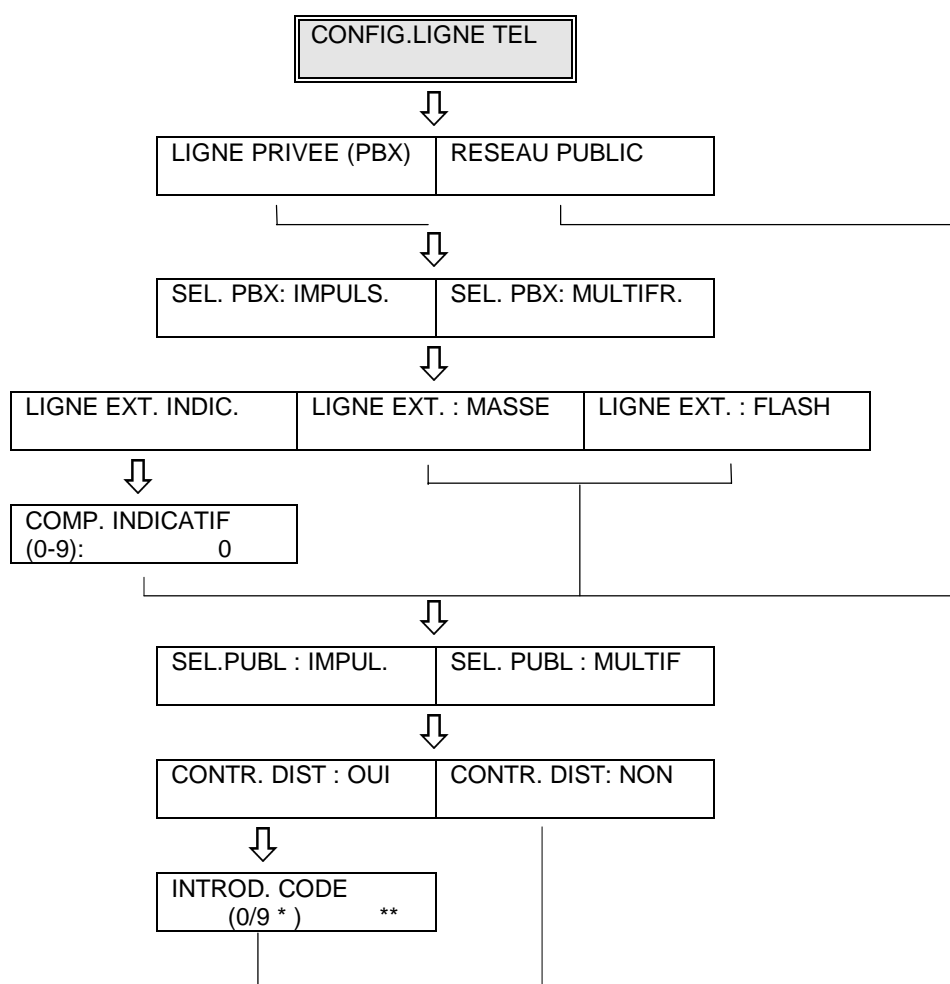 CONFIG.LIGNE TEL
LIGNE PRIVEE (PBX) RESEAU PUBLIC
SEL. PBX: IMPULS. SEL. PBX: MULTIFR.
LIGNE EXT. INDIC. LIGNE EXT. : MASSE LIGNE EXT. : FLASH
COMP. INDICATIF
(0-9): 0
SEL.PUBL : IMPUL. SEL. PUBL : MULTIF
CONTR. DIST : OUI CONTR. DIST: NON
INTROD. CODE
(0/9 * ) **